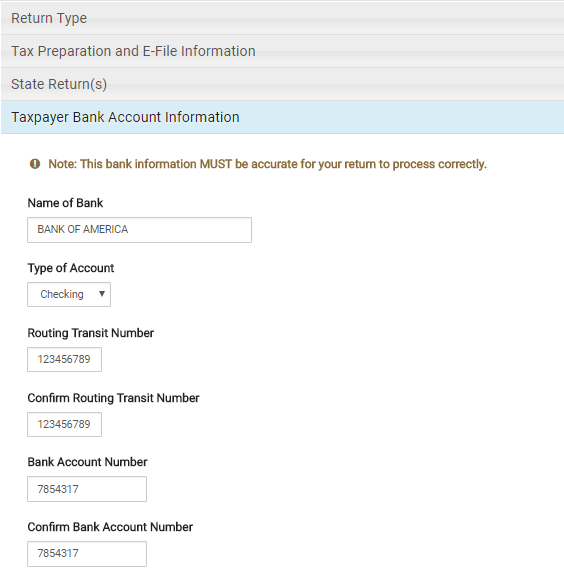 Return Type
Tax Preparation and E-File Information
State Return(s)
Taxpayer Bank Account Information
Note: This bank information MUST be accurate for your return to process correctly.
Name of Bank
BANK OF AMERICA
Type of Account
Checking
Routing Transit Number
123456789
Confirm Routing Transit Number
123456789
Bank Account Number
7854317
Confirm Bank Account Number
7854317